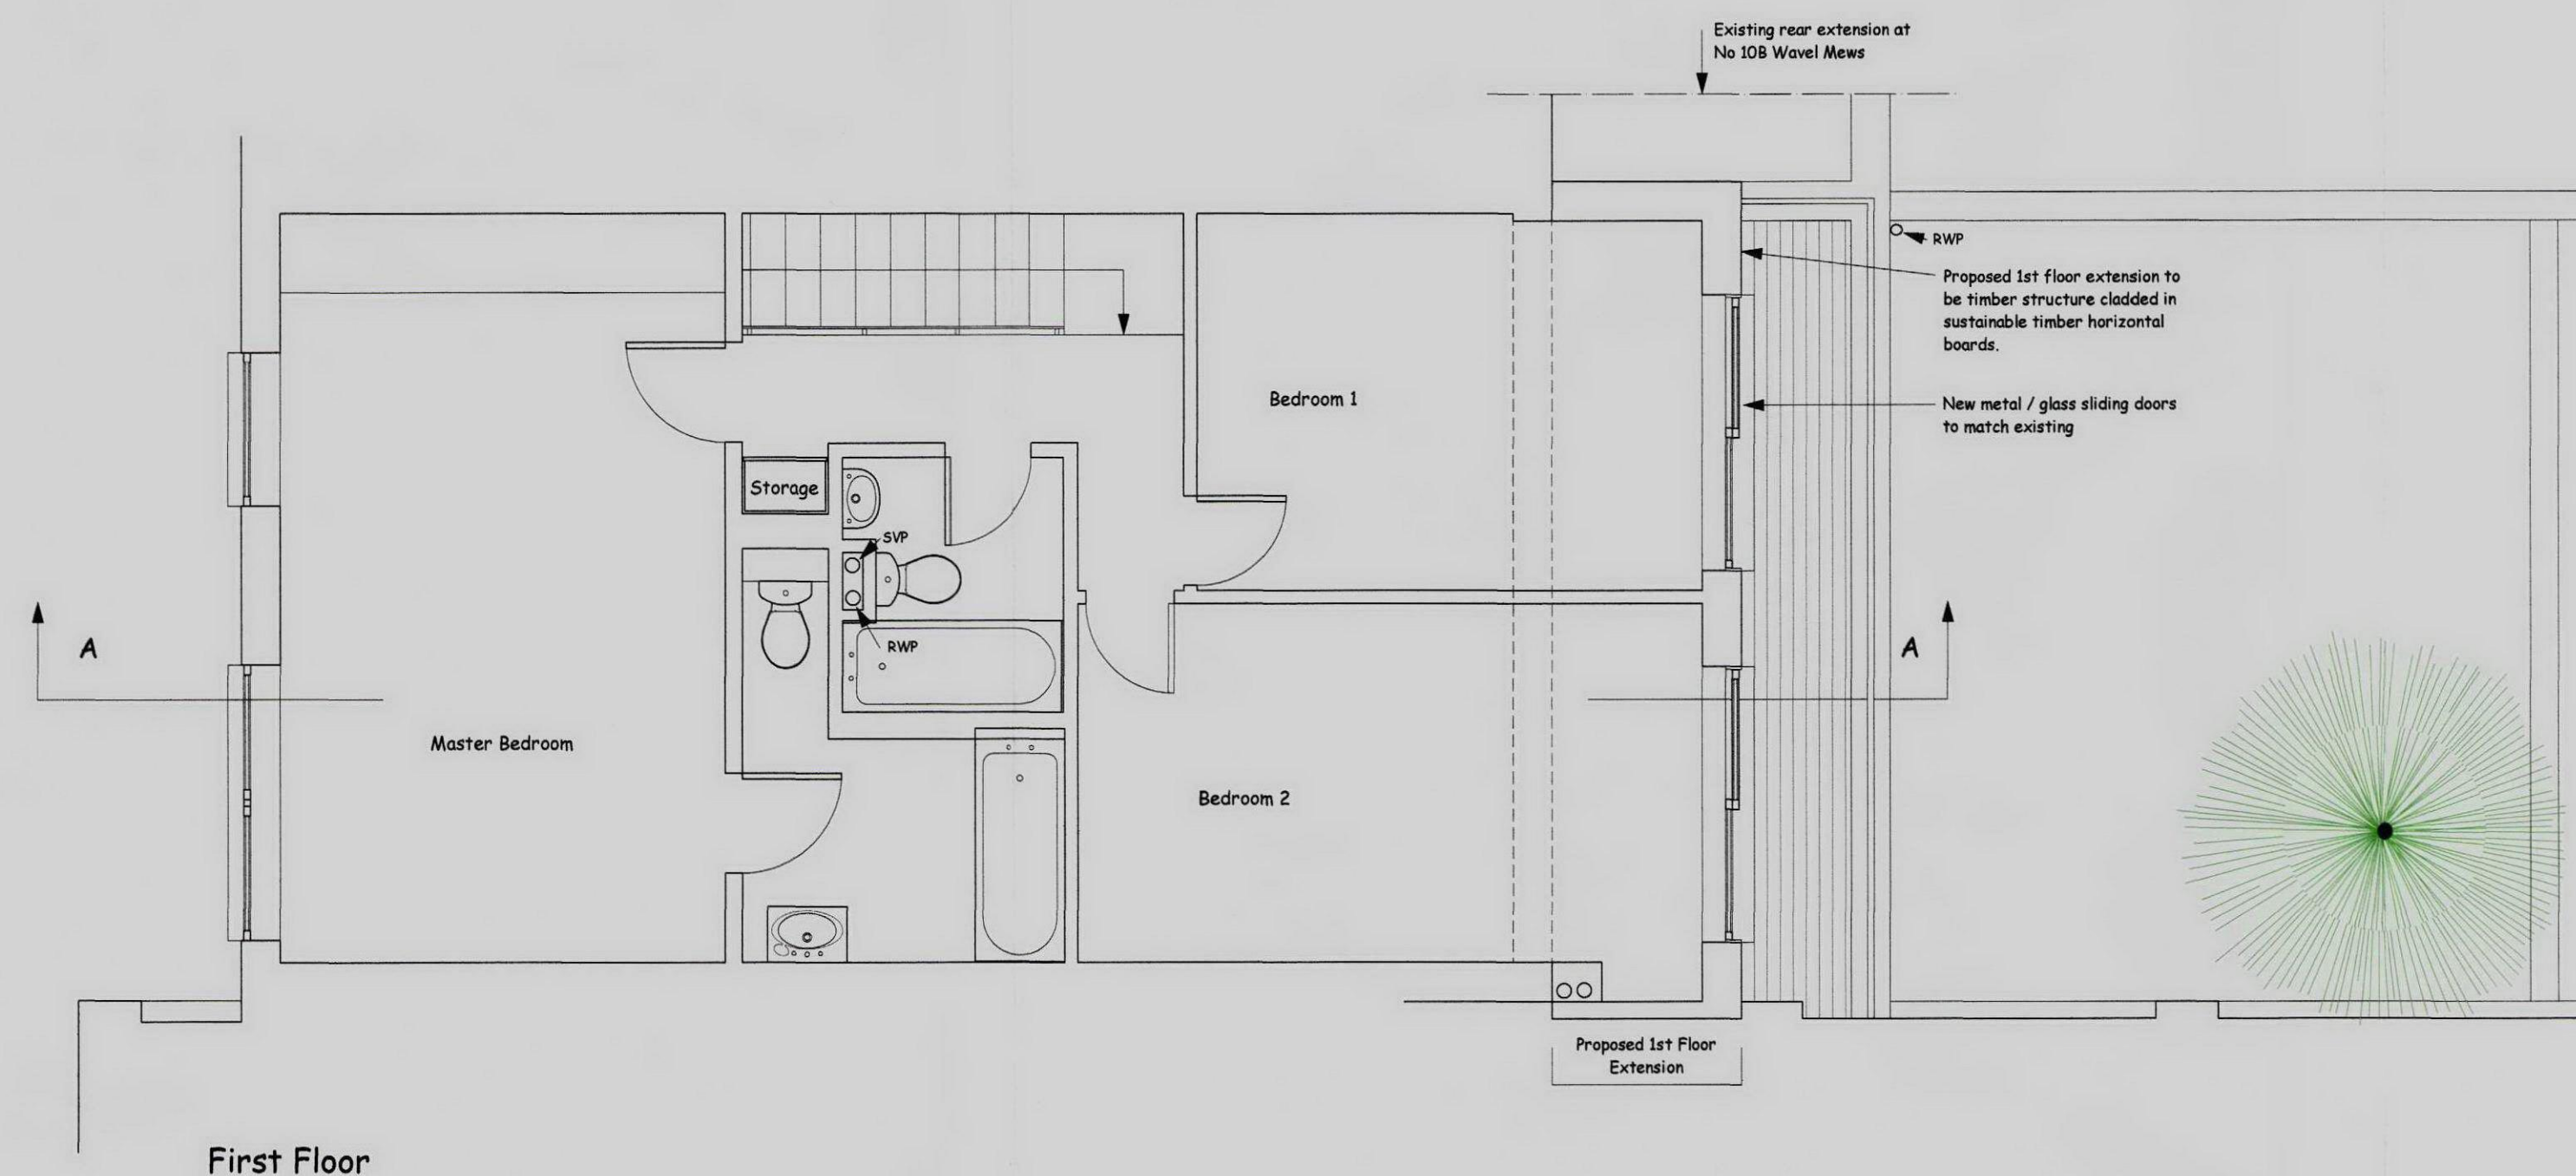 Existing rear extension at
No 10B Wavel Mews
RWP
Proposed 1st floor extension to
be timber structure cladded in
sustainable timber horizontal
boards.
New metal / glass sliding doors
to match existing
Bedroom 1
Storage
SVP
RWP
A
A
Master Bedroom
Bedroom 2
Proposed 1st Floor
Extension
First Floor